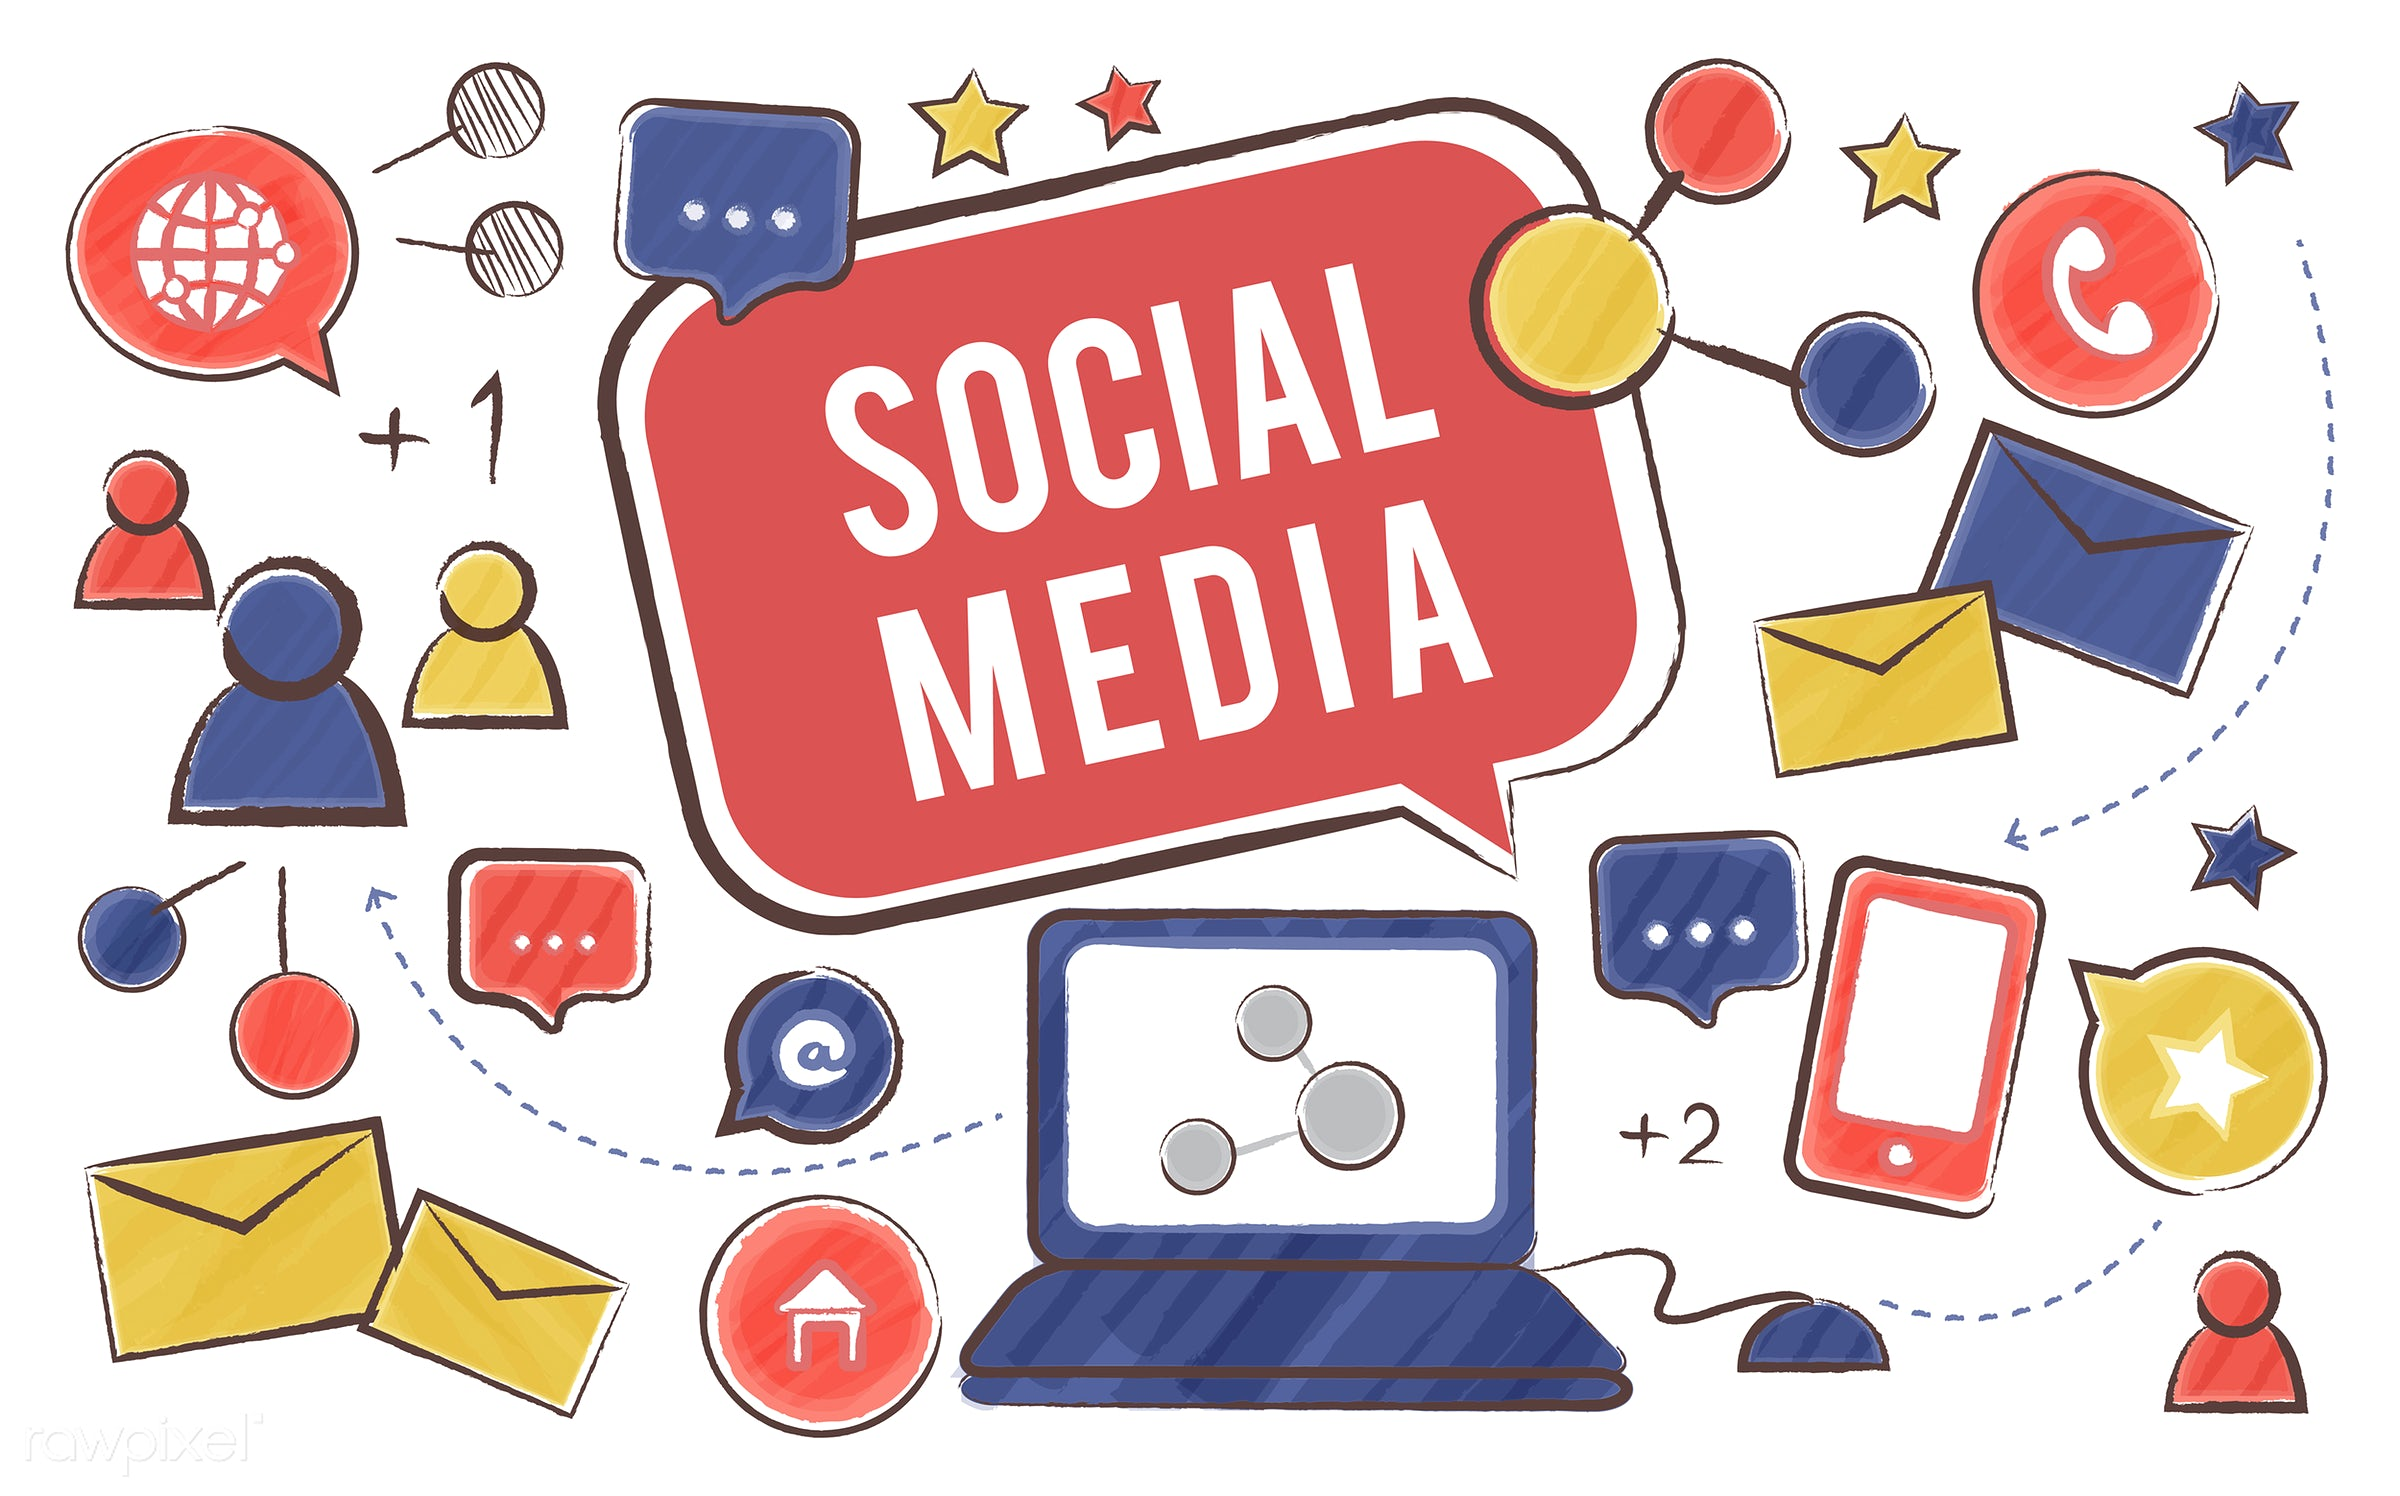 +1
SOCIAL
MEDIA
@
+2
rawpixel